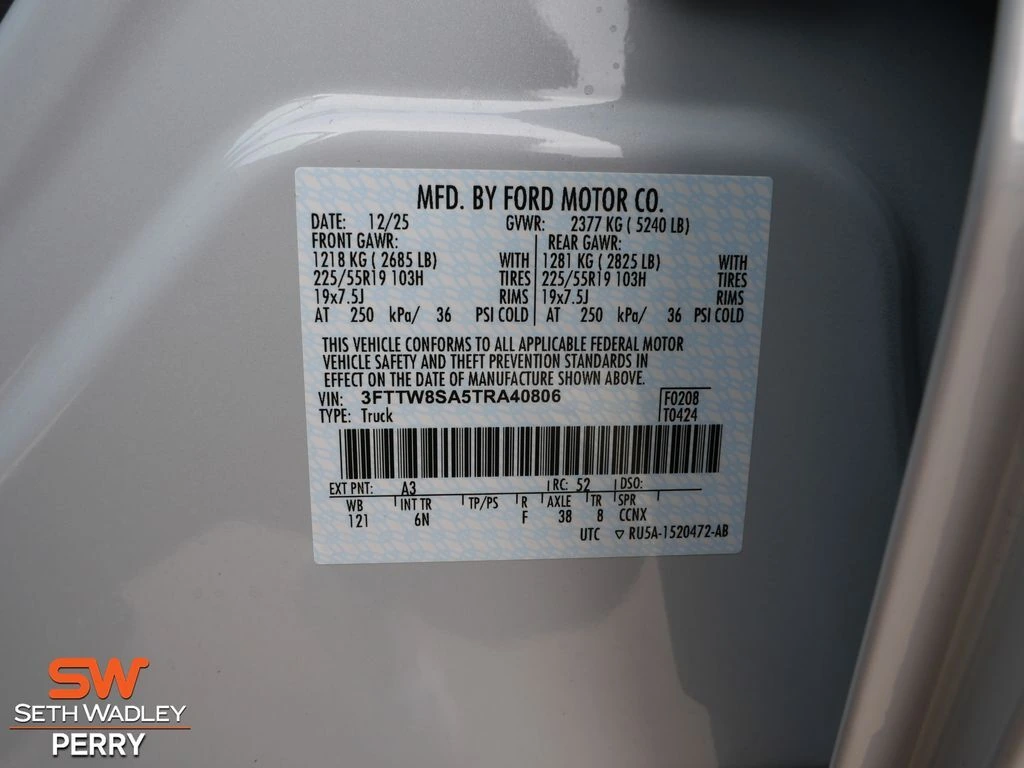 MFD. BY FORD MOTOR CO.
DATE: 12/25 GVWR: 2377 KG ( 5240 LB)
FRONT GAWR: REAR GAWR:
1218 KG ( 2685 LB) WITH 1281 KG ( 2825 LB) WITH
225/55R19 103H TIRES 225/55R19 103H TIRES
19x7.5J RIMS 19x7.5J RIMS
AT 250 kPa/ 36 PSI COLD AT 250 kPa/ 36 PSI COLD
THIS VEHICLE CONFORMS TO ALL APPLICABLE FEDERAL MOTOR
VEHICLE SAFETY AND THEFT PREVENTION STANDARDS IN
EFFECT ON THE DATE OF MANUFACTURE SHOWN ABOVE.
VIN: 3FTTW8SA5TRA40806 F0208
TYPE: Truck T0424
EXT PNT: A3 RC: 52 DSO:
WB INT TR TP/PS R AXLE TR SPR
121 6N F 38 8 CCNX
UTC ▽ RU5A-1520472-AB
SW
SETH WADLEY
PERRY